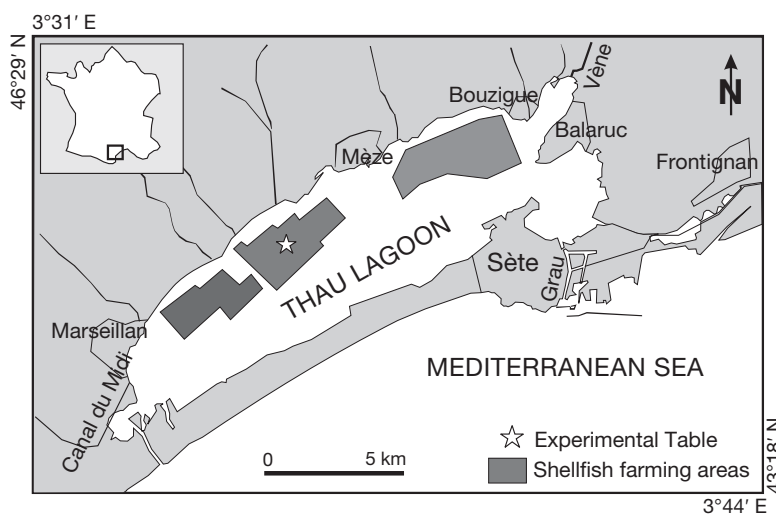 3°31′ E
46°29′ N
Vène
Bouzigue
N
Balaruc
Mèze
Frontignan
THAU LAGOON
Sète
Grau
Marseillan
MEDITERRANEAN SEA
Canal du Midi
Experimental Table
0 5 km
Shellfish farming areas
43°18′ N
3°44′ E